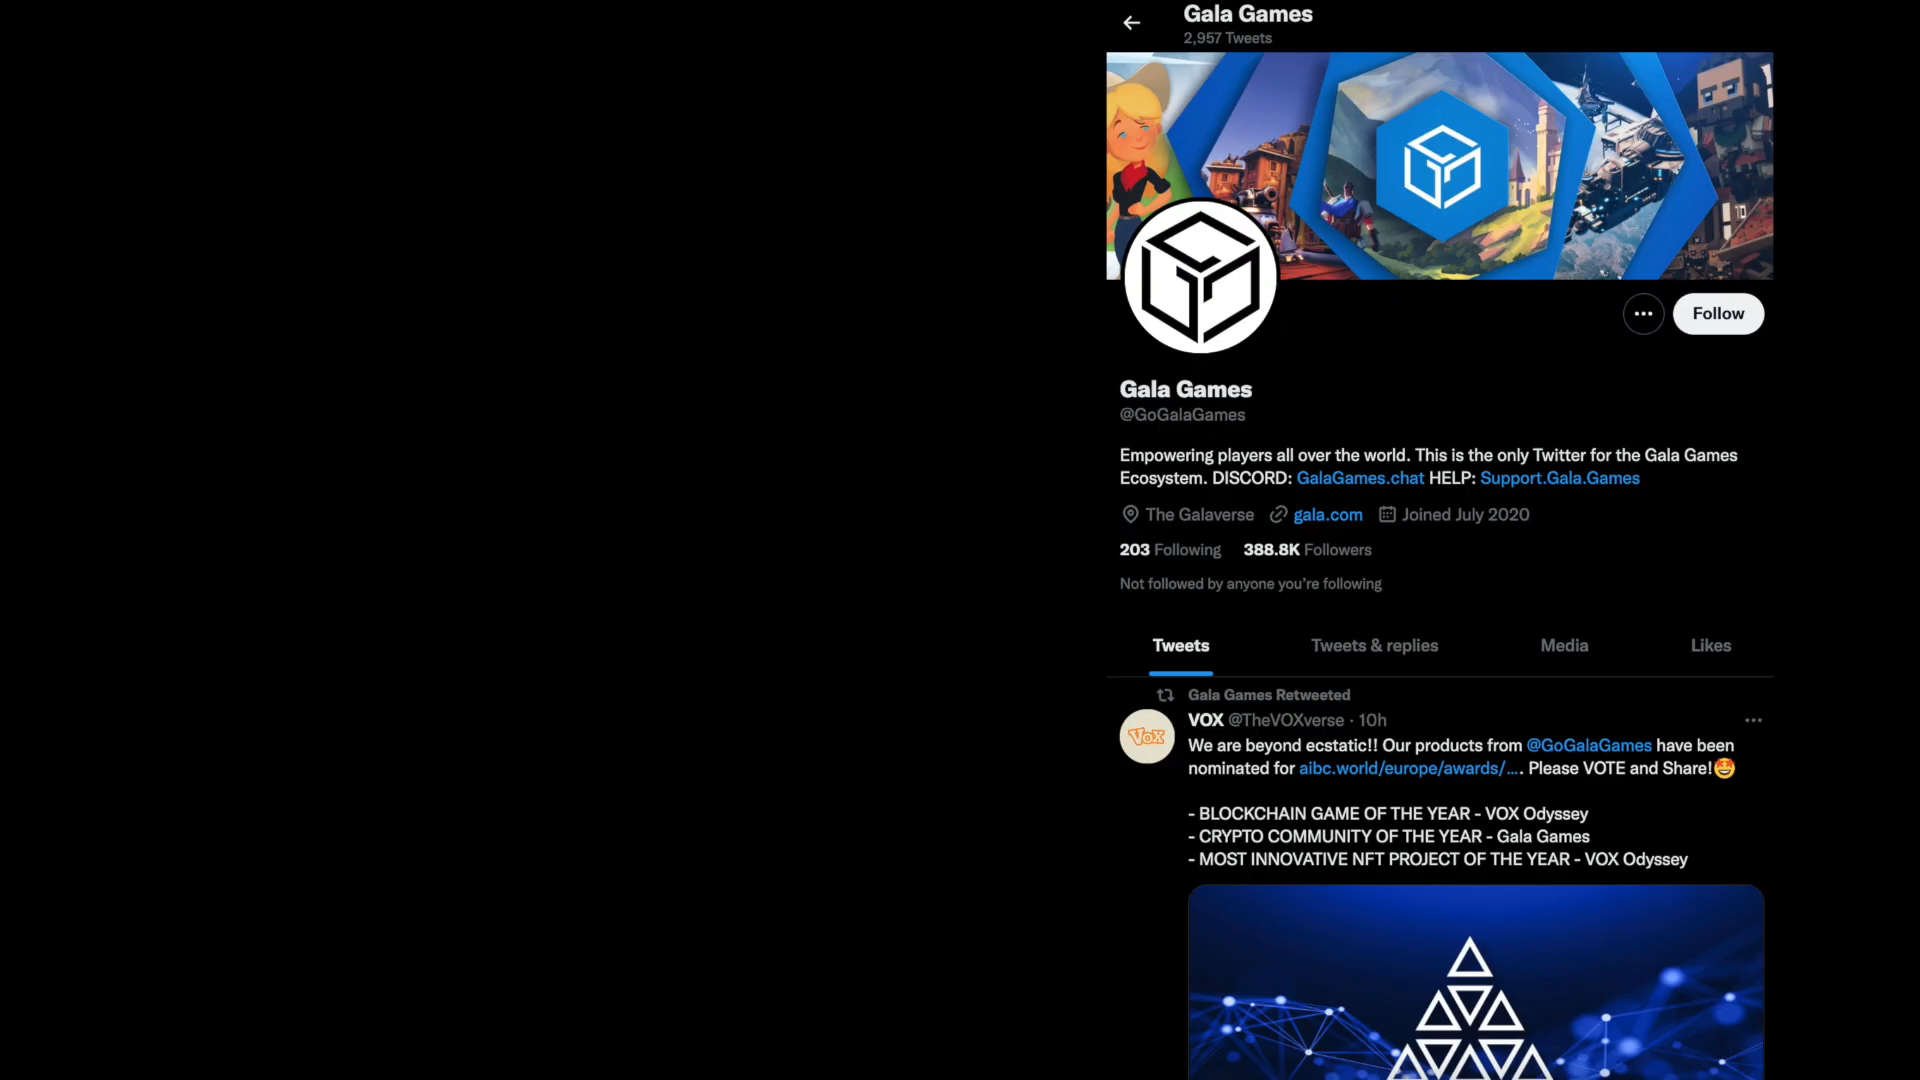 Gala Games
2,957 Tweets
Follow
Gala Games
@GoGalaGames
Empowering players all over the world. This is the only Twitter for the Gala Games
Ecosystem. DISCORD: GalaGames.chat HELP: Support.Gala.Games
The Galaverse gala.com Joined July 2020
203 Following 388.8K Followers
Not followed by anyone you’re following
Tweets Tweets & replies Media Likes
Gala Games Retweeted
VOX @TheVOXverse · 10h
VOX
We are beyond ecstatic!! Our products from @GoGalaGames have been
nominated for aibc.world/europe/awards/…. Please VOTE and Share!🤩
- BLOCKCHAIN GAME OF THE YEAR - VOX Odyssey
- CRYPTO COMMUNITY OF THE YEAR - Gala Games
- MOST INNOVATIVE NFT PROJECT OF THE YEAR - VOX Odyssey